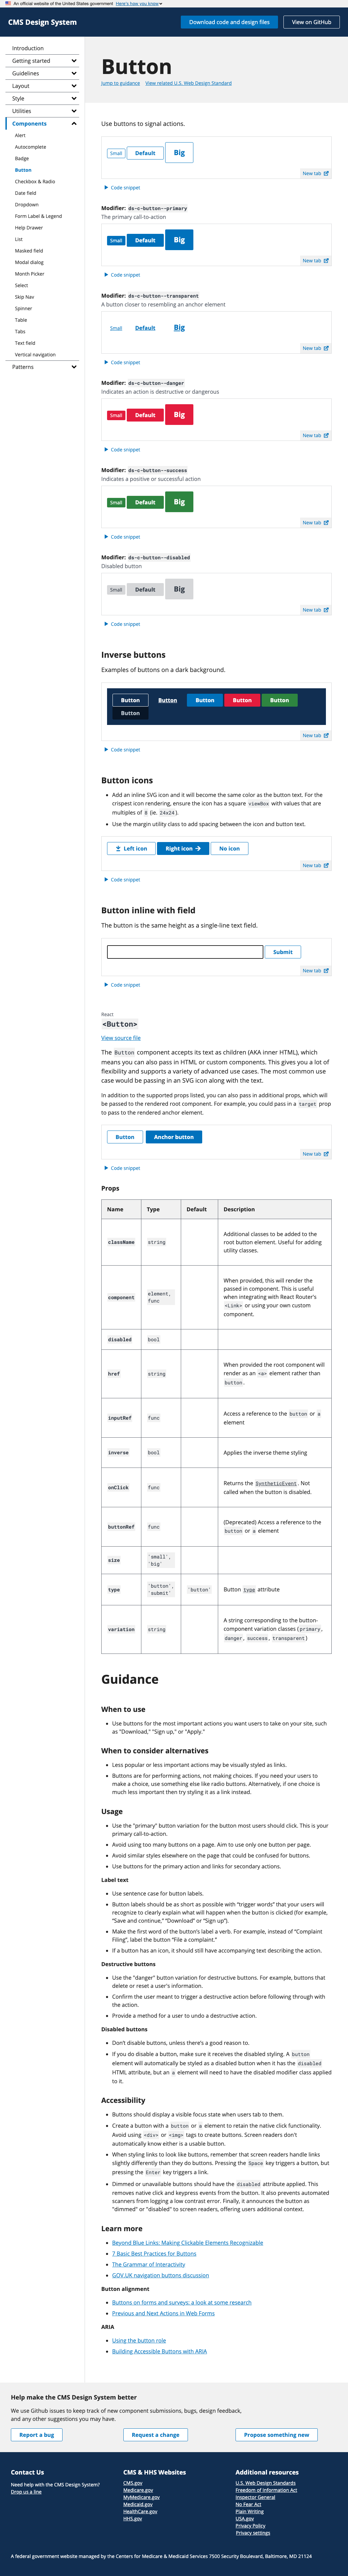 An official website of the United States government Here's how you know
CMS Design System
Download code and design files
View on GitHub
Introduction
Getting started
Guidelines
Layout
Style
Utilities
Components
Alert
Autocomplete
Badge
Button
Checkbox & Radio
Date field
Dropdown
Form Label & Legend
Help Drawer
List
Masked field
Modal dialog
Month Picker
Select
Skip Nav
Spinner
Table
Tabs
Text field
Vertical navigation
Patterns
Button
Jump to guidance View related U.S. Web Design Standard
Use buttons to signal actions.
Small Default Big
New tab
Code snippet
Modifier: ds-c-button--primary
The primary call-to-action
Small Default Big
New tab
Code snippet
Modifier: ds-c-button--transparent
A button closer to resembling an anchor element
Small Default Big
New tab
Code snippet
Modifier: ds-c-button--danger
Indicates an action is destructive or dangerous
Small Default Big
New tab
Code snippet
Modifier: ds-c-button--success
Indicates a positive or successful action
Small Default Big
New tab
Code snippet
Modifier: ds-c-button--disabled
Disabled button
Small Default Big
New tab
Code snippet
Inverse buttons
Examples of buttons on a dark background.
Button Button Button Button Button
Button
New tab
Code snippet
Button icons
Add an inline SVG icon and it will become the same color as the button text. For the
crispest icon rendering, ensure the icon has a square viewBox with values that are
multiples of 8 (ie. 24x24).
Use the margin utility class to add spacing between the icon and button text.
Left icon Right icon No icon
New tab
Code snippet
Button inline with field
The button is the same height as a single-line text field.
Submit
New tab
Code snippet
React
<Button>
View source file
The Button component accepts its text as children (AKA inner HTML), which
means you can also pass in HTML or custom components. This gives you a lot of
flexibility and supports a variety of advanced use cases. The most common use
case would be passing in an SVG icon along with the text.
In addition to the supported props listed, you can also pass in additional props, which will
be passed to the rendered root component. For example, you could pass in a target prop
to pass to the rendered anchor element.
Button Anchor button
New tab
Code snippet
Props
Name Type Default Description
className string Additional classes to be added to the
root button element. Useful for adding
utility classes.
component element,
func
When provided, this will render the
passed in component. This is useful
when integrating with React Router's
<Link> or using your own custom
component.
disabled bool
href string When provided the root component will
render as an <a> element rather than
button.
inputRef func Access a reference to the button or a
element
inverse bool Applies the inverse theme styling
onClick func Returns the SyntheticEvent. Not
called when the button is disabled.
buttonRef func (Deprecated) Access a reference to the
button or a element
size 'small',
'big'
type 'button',
'submit'
'button' Button type attribute
variation string A string corresponding to the button-
component variation classes (primary,
danger, success, transparent)
Guidance
When to use
Use buttons for the most important actions you want users to take on your site, such
as "Download," "Sign up," or "Apply."
When to consider alternatives
Less popular or less important actions may be visually styled as links.
Buttons are for performing actions, not making choices. If you need your users to
make a choice, use something else like radio buttons. Alternatively, if one choice is
much less important then try styling it as a link instead.
Usage
Use the "primary" button variation for the button most users should click. This is your
primary call-to-action.
Avoid using too many buttons on a page. Aim to use only one button per page.
Avoid similar styles elsewhere on the page that could be confused for buttons.
Use buttons for the primary action and links for secondary actions.
Label text
Use sentence case for button labels.
Button labels should be as short as possible with “trigger words” that your users will
recognize to clearly explain what will happen when the button is clicked (for example,
“Save and continue,” “Download” or “Sign up”).
Make the first word of the button's label a verb. For example, instead of “Complaint
Filing”, label the button “File a complaint.”
If a button has an icon, it should still have accompanying text describing the action.
Destructive buttons
Use the "danger" button variation for destructive buttons. For example, buttons that
delete or reset a user's information.
Confirm that the user meant to trigger a destructive action before following through with
the action.
Provide a method for a user to undo a destructive action.
Disabled buttons
Don't disable buttons, unless there's a good reason to.
If you do disable a button, make sure it receives the disabled styling. A button
element will automatically be styled as a disabled button when it has the disabled
HTML attribute, but an a element will need to have the disabled modifier class applied
to it.
Accessibility
Buttons should display a visible focus state when users tab to them.
Create a button with a button or a element to retain the native click functionality.
Avoid using <div> or <img> tags to create buttons. Screen readers don't
automatically know either is a usable button.
When styling links to look like buttons, remember that screen readers handle links
slightly differently than they do buttons. Pressing the Space key triggers a button, but
pressing the Enter key triggers a link.
Dimmed or unavailable buttons should have the disabled attribute applied. This
removes native click and keypress events from the button. It also prevents automated
scanners from logging a low contrast error. Finally, it announces the button as
"dimmed" or "disabled" to screen readers, offering users additional context.
Learn more
Beyond Blue Links: Making Clickable Elements Recognizable
7 Basic Best Practices for Buttons
The Grammar of Interactivity
GOV.UK navigation buttons discussion
Button alignment
Buttons on forms and surveys: a look at some research
Previous and Next Actions in Web Forms
ARIA
Using the button role
Building Accessible Buttons with ARIA
Help make the CMS Design System better
We use Github issues to keep track of new component submissions, bugs, design feedback,
and any other suggestions you may have.
Report a bug
Request a change
Propose something new
Contact Us
Need help with the CMS Design System?
Drop us a line
CMS & HHS Websites
CMS.gov
Medicare.gov
MyMedicare.gov
Medicaid.gov
HealthCare.gov
HHS.gov
Additional resources
U.S. Web Design Standards
Freedom of Information Act
Inspector General
No Fear Act
Plain Writing
USA.gov
Privacy Policy
Privacy settings
A federal government website managed by the Centers for Medicare & Medicaid Services 7500 Security Boulevard, Baltimore, MD 21124